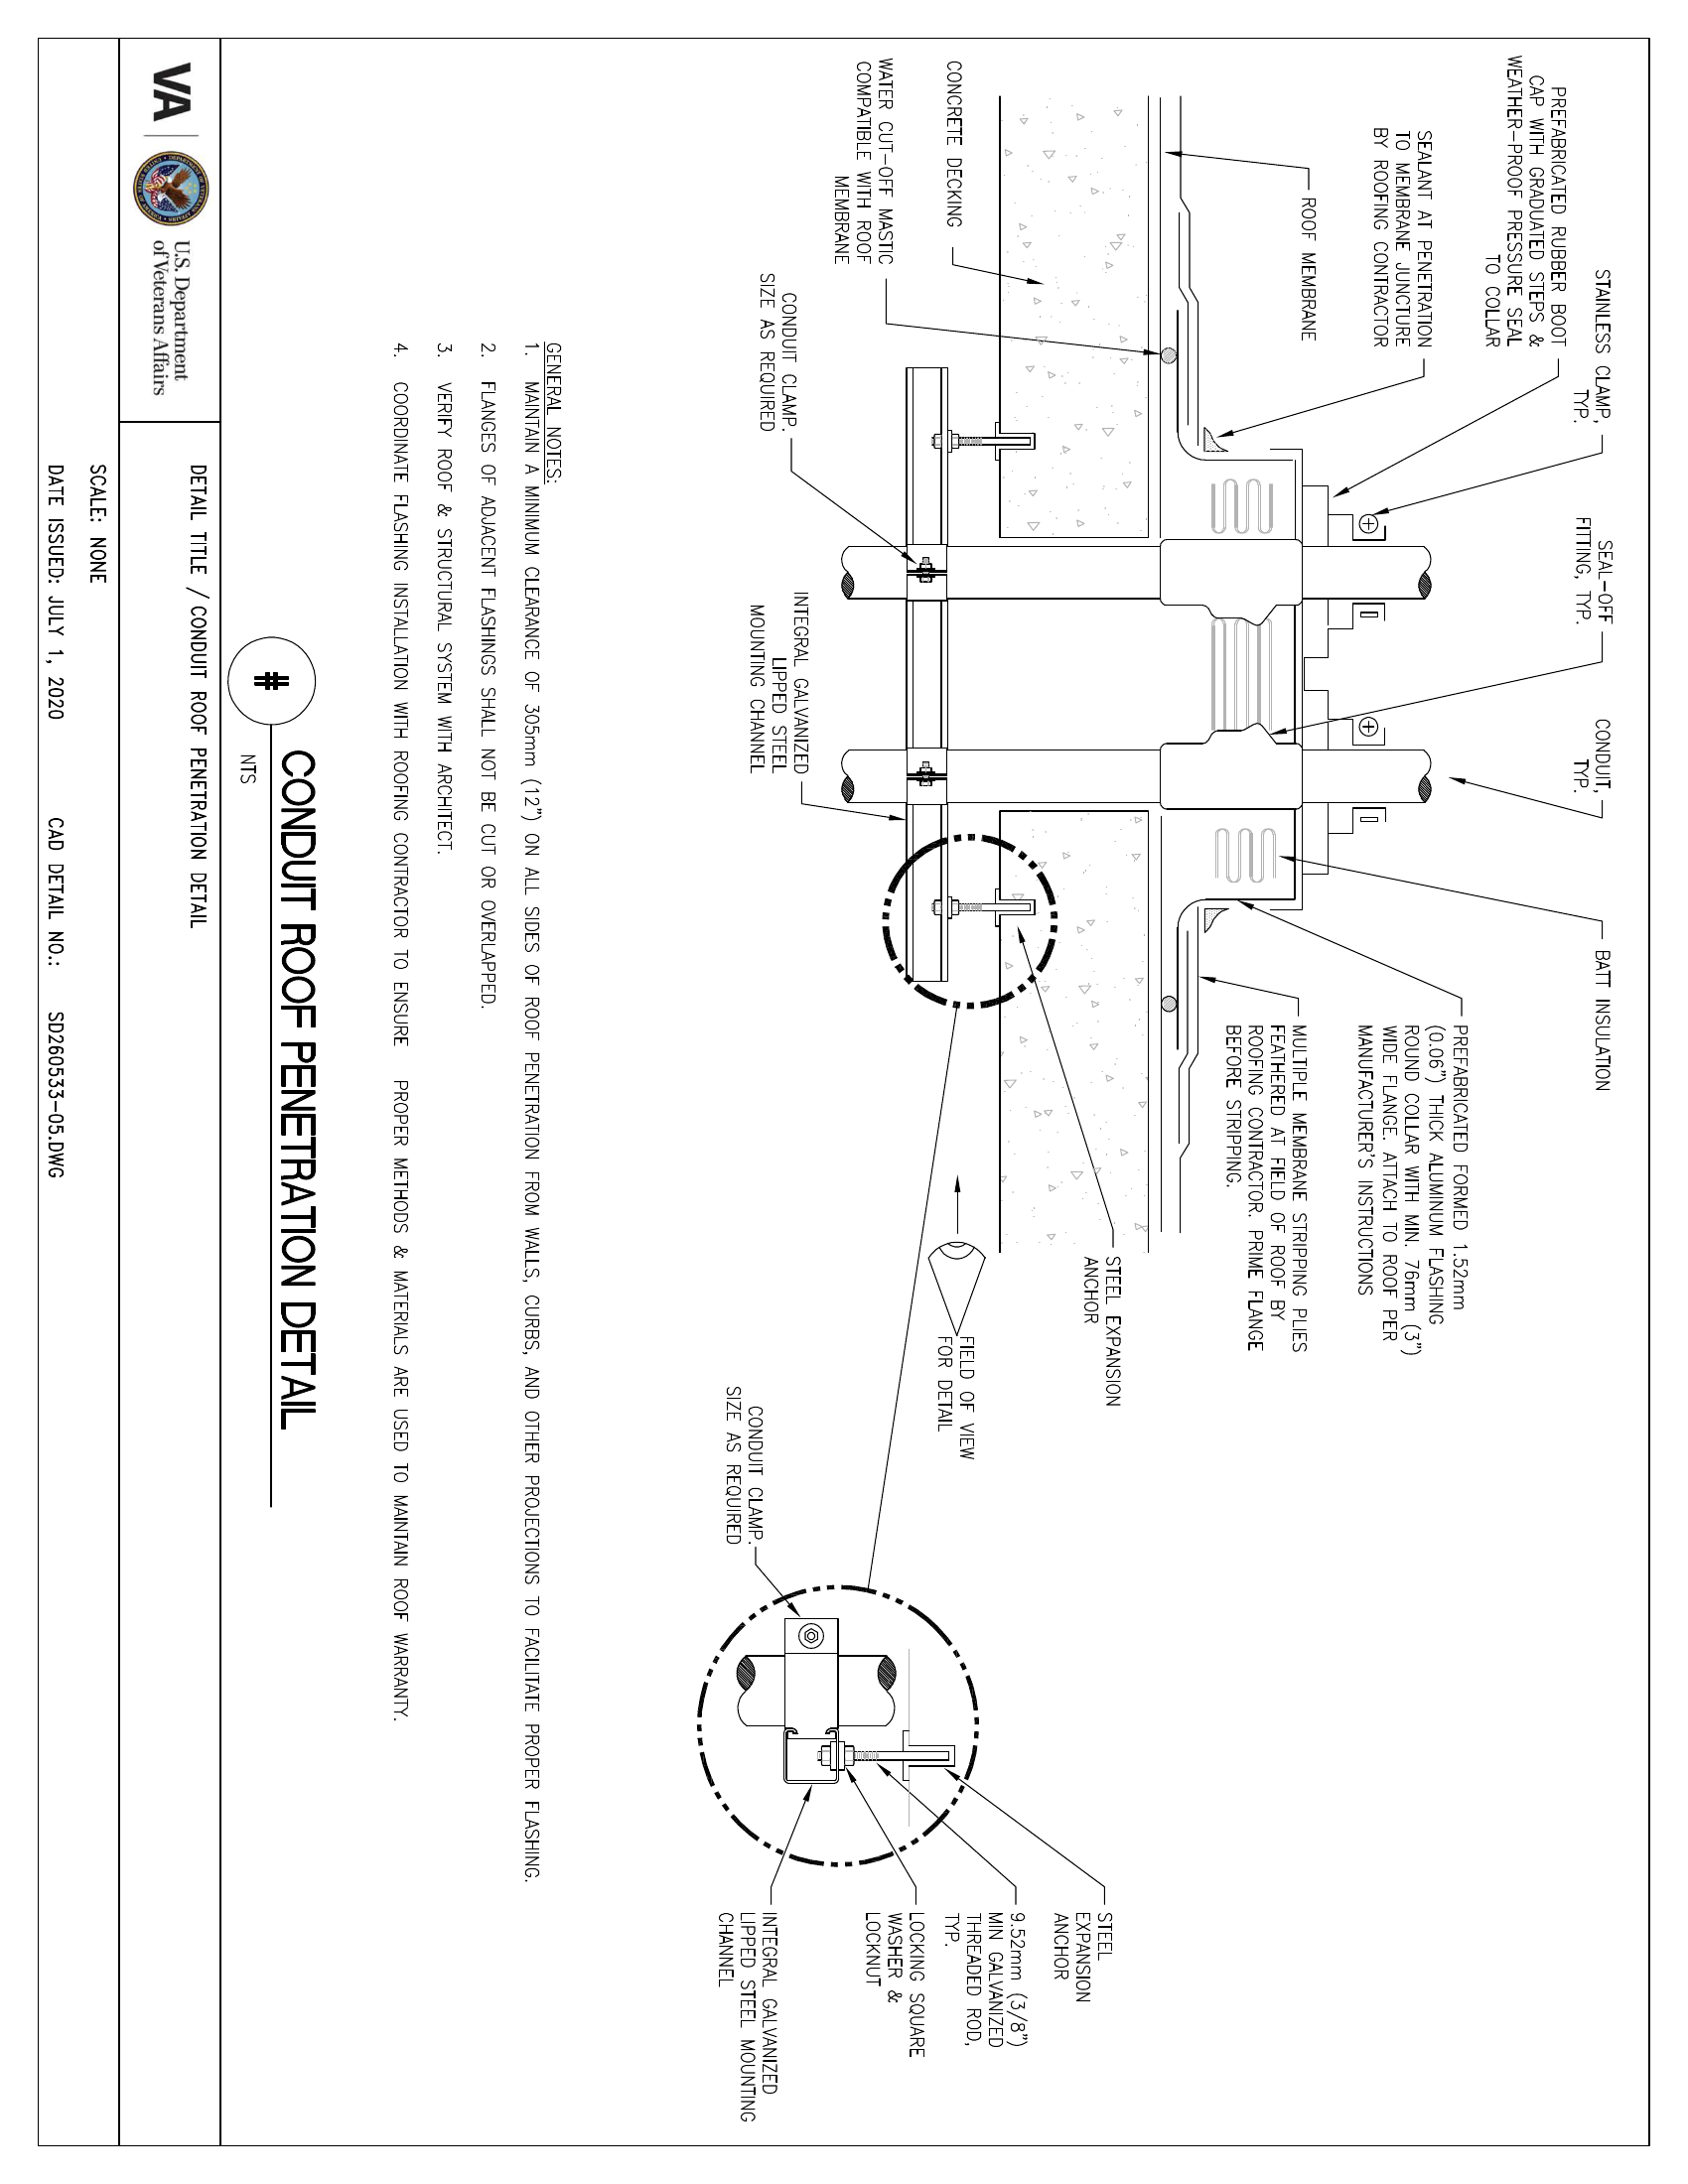 STAINLESS CLAMP,
TYP.
SEAL-OFF
FITTING, TYP.
CONDUIT,
TYP.
BATT INSULATION
PREFABRICATED RUBBER BOOT
CAP WITH GRADUATED STEPS &
WEATHER-PROOF PRESSURE SEAL
TO COLLAR
SEALANT AT PENETRATION
TO MEMBRANE JUNCTURE
BY ROOFING CONTRACTOR
ROOF MEMBRANE
PREFABRICATED FORMED 1.52mm
(0.06") THICK ALUMINUM FLASHING
ROUND COLLAR WITH MIN. 76mm (3")
WIDE FLANGE. ATTACH TO ROOF PER
MANUFACTURER'S INSTRUCTIONS
MULTIPLE MEMBRANE STRIPPING PLIES
FEATHERED AT FIELD OF ROOF BY
ROOFING CONTRACTOR. PRIME FLANGE
BEFORE STRIPPING.
CONCRETE DECKING
WATER CUT-OFF MASTIC
COMPATIBLE WITH ROOF
MEMBRANE
STEEL EXPANSION
ANCHOR
FIELD OF VIEW
FOR DETAIL
CONDUIT CLAMP.
SIZE AS REQUIRED
INTEGRAL GALVANIZED
LIPPED STEEL
MOUNTING CHANNEL
CONDUIT CLAMP.
SIZE AS REQUIRED
STEEL
EXPANSION
ANCHOR
9.52mm (3/8")
MIN GALVANIZED
THREADED ROD,
TYP.
LOCKING SQUARE
WASHER &
LOCKNUT
INTEGRAL GALVANIZED
LIPPED STEEL MOUNTING
CHANNEL
GENERAL NOTES:
1. MAINTAIN A MINIMUM CLEARANCE OF 305mm (12") ON ALL SIDES OF ROOF PENETRATION FROM WALLS, CURBS, AND OTHER PROJECTIONS TO FACILITATE PROPER FLASHING.
2. FLANGES OF ADJACENT FLASHINGS SHALL NOT BE CUT OR OVERLAPPED.
3. VERIFY ROOF & STRUCTURAL SYSTEM WITH ARCHITECT.
4. COORDINATE FLASHING INSTALLATION WITH ROOFING CONTRACTOR TO ENSURE PROPER METHODS & MATERIALS ARE USED TO MAINTAIN ROOF WARRANTY.
# CONDUIT ROOF PENETRATION DETAIL
NTS
VA
U.S. Department
of Veterans Affairs
DETAIL TITLE / CONDUIT ROOF PENETRATION DETAIL
SCALE: NONE
DATE ISSUED: JULY 1, 2020 CAD DETAIL NO.: SD260533-05.DWG